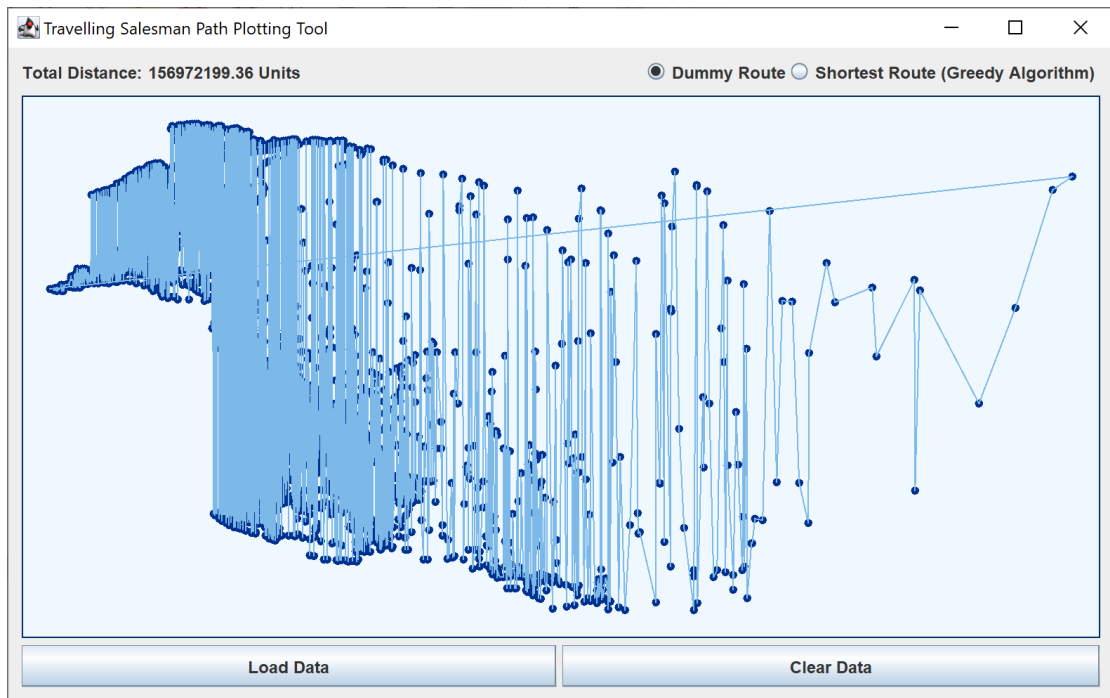 Travelling Salesman Path Plotting Tool
Total Distance: 156972199.36 Units Dummy Route Shortest Route (Greedy Algorithm)
Load Data Clear Data